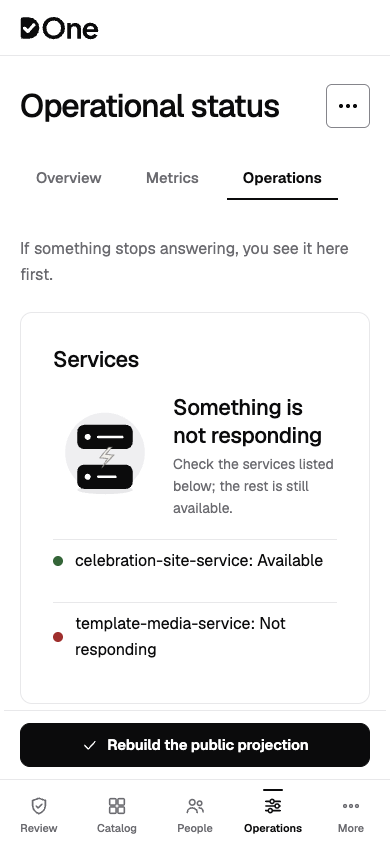 One
Operational status
Overview Metrics Operations
If something stops answering, you see it here
first.
Services
Something is
not responding
Check the services listed
below; the rest is still
available.
celebration-site-service: Available
template-media-service: Not
responding
Rebuild the public projection
Review Catalog People Operations More